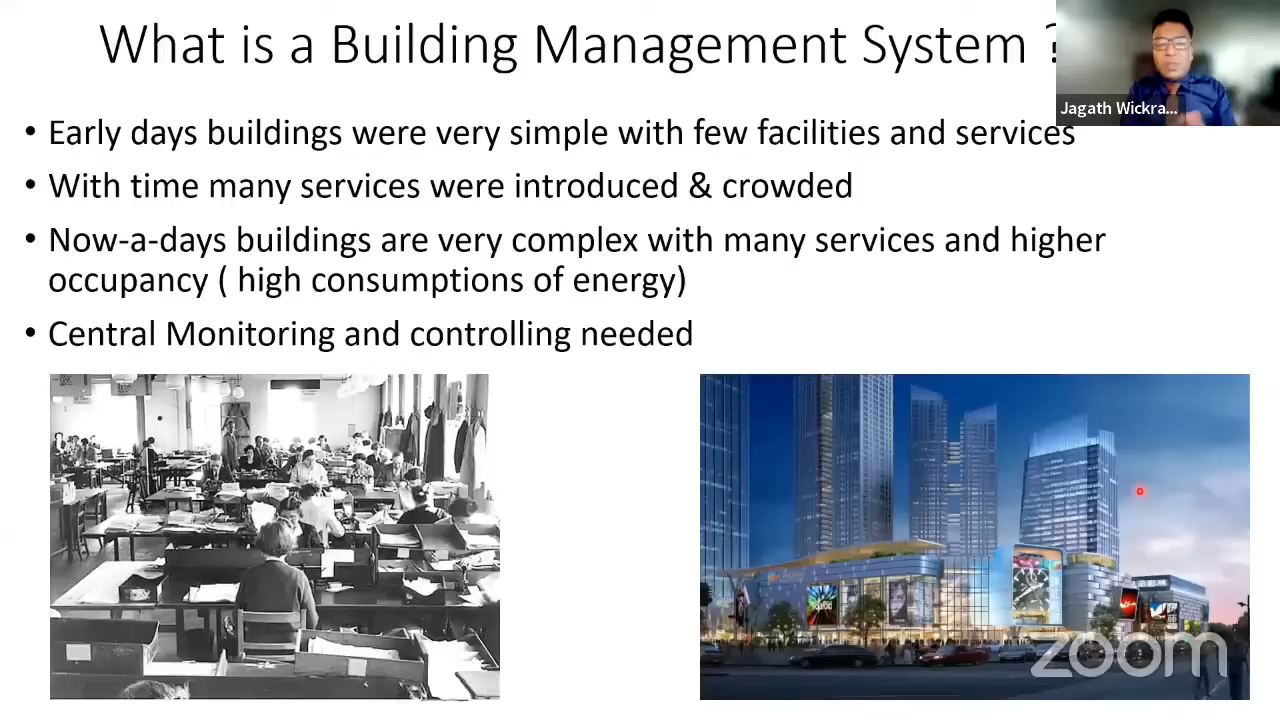 What is a Building Management System ?
Jagath Wickra...
• Early days buildings were very simple with few facilities and services
• With time many services were introduced & crowded
• Now-a-days buildings are very complex with many services and higher
occupancy ( high consumptions of energy)
• Central Monitoring and controlling needed
zoom